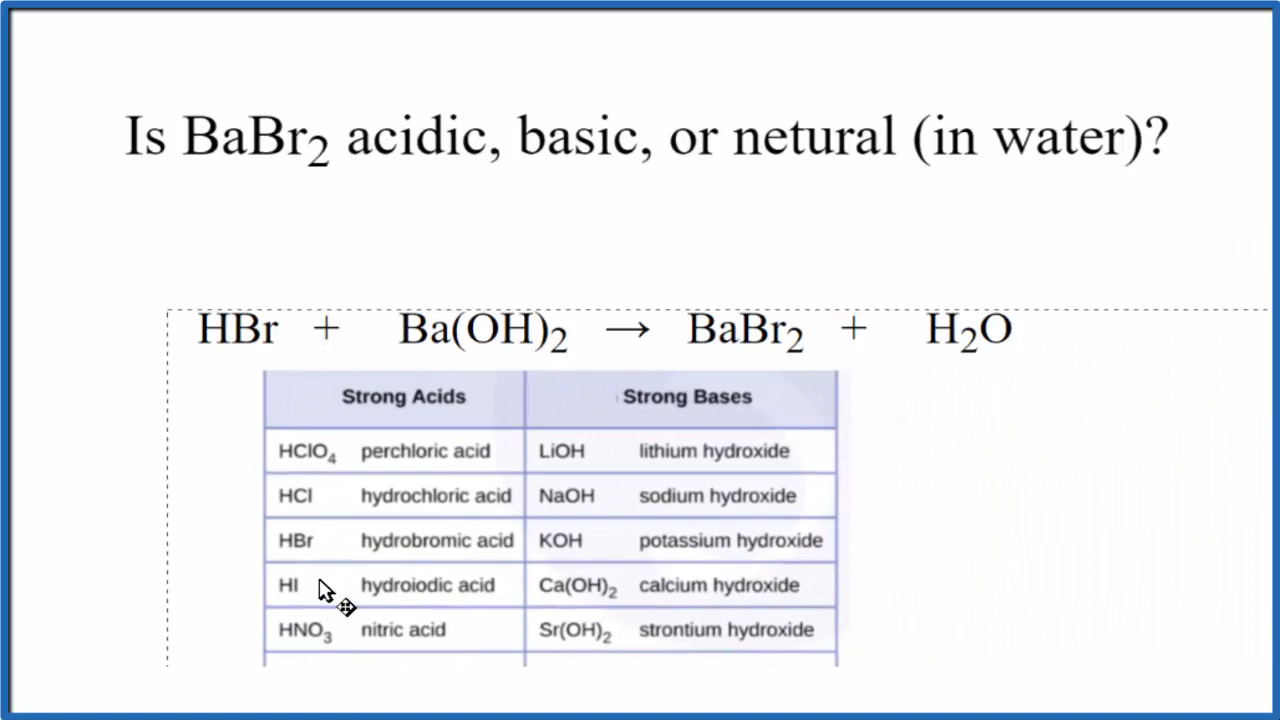 Is BaBr₂ acidic, basic, or netural (in water)?
HBr + Ba(OH)₂ → BaBr₂ + H₂O
Strong Acids Strong Bases
HClO₄ perchloric acid LiOH lithium hydroxide
HCl hydrochloric acid NaOH sodium hydroxide
HBr hydrobromic acid KOH potassium hydroxide
HI hydroiodic acid Ca(OH)₂ calcium hydroxide
HNO₃ nitric acid Sr(OH)₂ strontium hydroxide